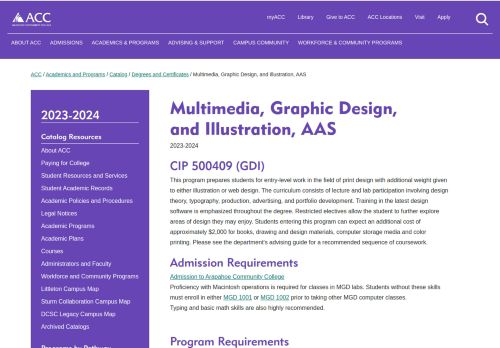 ACC
myACC
Library
Give to ACC
ACC Locations
Visit
Apply
ABOUT ACC
ADMISSIONS
ACADEMICS & PROGRAMS
ADVISING & SUPPORT
CAMPUS COMMUNITY
WORKFORCE & COMMUNITY PROGRAMS
ACC / Academics and Programs / Catalog / Degrees and Certificates / Multimedia, Graphic Design, and Illustration, AAS
2023-2024
Catalog Resources
About ACC
Paying for College
Student Resources and Services
Student Academic Records
Academic Policies and Procedures
Legal Notices
Academic Programs
Academic Plans
Courses
Administrators and Faculty
Workforce and Community Programs
Littleton Campus Map
Sturm Collaboration Campus Map
DCSC Legacy Campus Map
Archived Catalogs
Multimedia, Graphic Design,
and Illustration, AAS
2023-2024
CIP 500409 (GDI)
This program prepares students for entry-level work in the field of print design with additional weight given
to either illustration or web design. The curriculum consists of lecture and lab participation involving design
theory, typography, production, advertising, and portfolio development. Training in the latest design
software is emphasized throughout the degree. Restricted electives allow the student to further explore
areas of design they may enjoy. Students entering this program can expect an additional cost of
approximately $2,000 for books, drawing and design materials, computer storage media and color
printing. Please see the department's advising guide for a recommended sequence of coursework.
Admission Requirements
Admission to Arapahoe Community College
Proficiency with Macintosh operations is required for classes in MGD labs. Students without these skills
must enroll in either MGD 1001 or MGD 1002 prior to taking other MGD computer classes.
Typing and basic math skills are also highly recommended.
Program Requirements